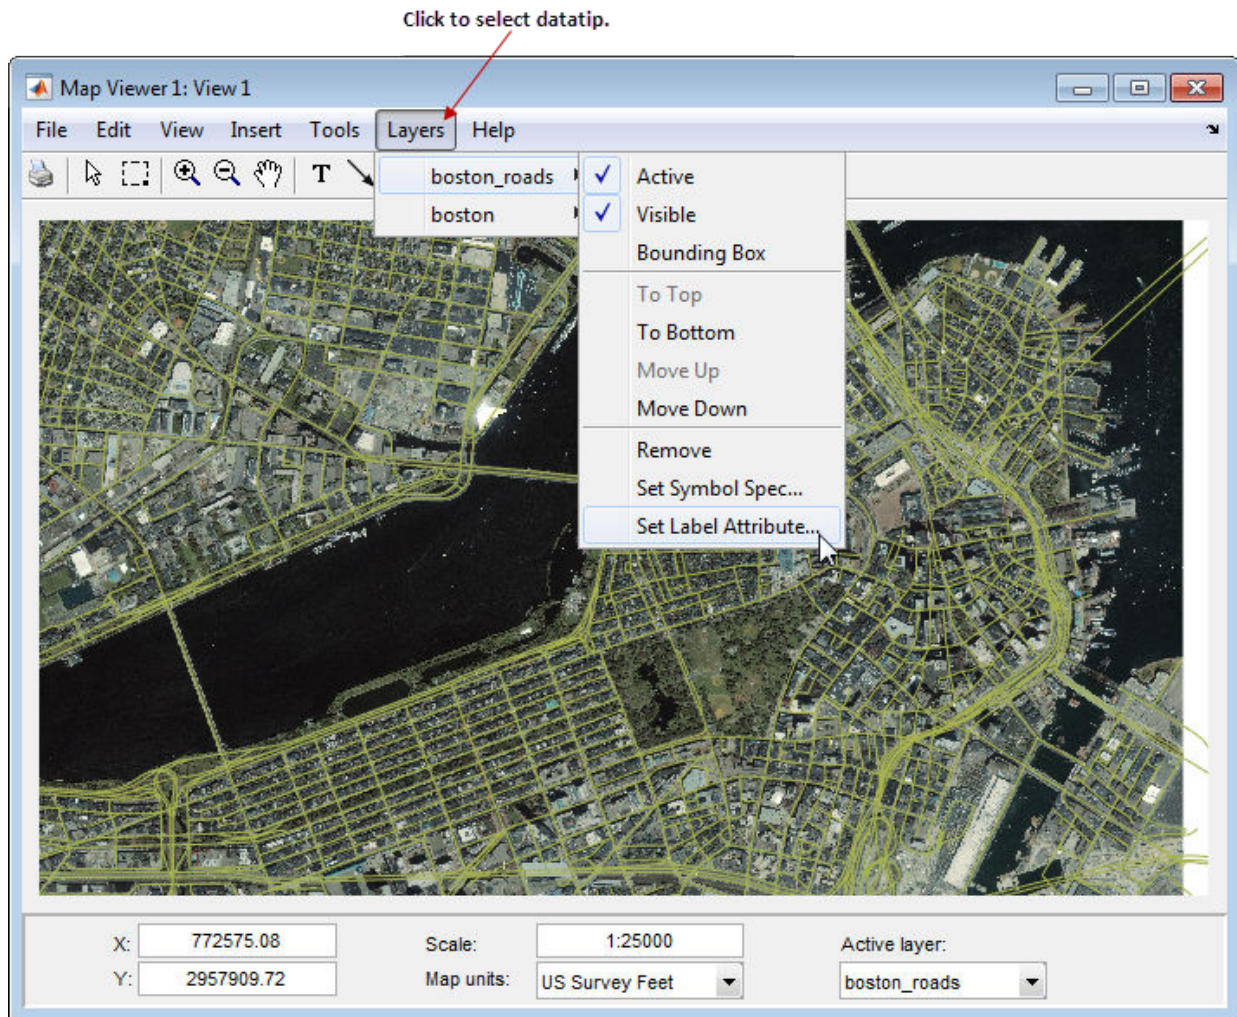 Click to select datatip.
Map Viewer 1: View 1
File Edit View Insert Tools Layers Help
T
boston_roads
boston
Active
Visible
Bounding Box
To Top
To Bottom
Move Up
Move Down
Remove
Set Symbol Spec...
Set Label Attribute...
X: 772575.08 Scale: 1:25000 Active layer:
Y: 2957909.72 Map units: US Survey Feet boston_roads